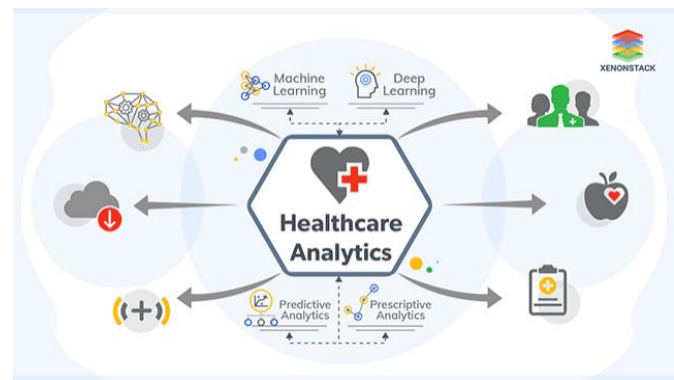 XENONSTACK
Machine
Learning
Deep
Learning
Healthcare
Analytics
Predictive
Analytics
Prescriptive
Analytics